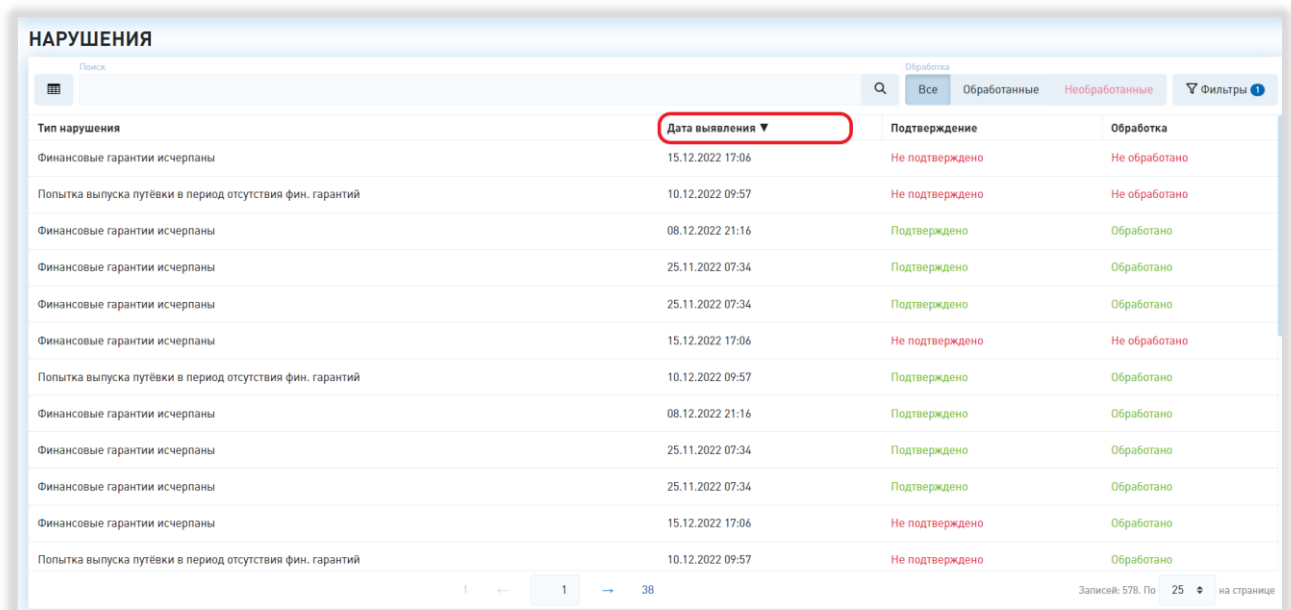 НАРУШЕНИЯ
Поиск Обработка
Все Обработанные Необработанные Фильтры 1
Тип нарушения Дата выявления ▼ Подтверждение Обработка
Финансовые гарантии исчерпаны 15.12.2022 17:06 Не подтверждено Не обработано
Попытка выпуска путёвки в период отсутствия фин. гарантий 10.12.2022 09:57 Не подтверждено Не обработано
Финансовые гарантии исчерпаны 08.12.2022 21:16 Подтверждено Обработано
Финансовые гарантии исчерпаны 25.11.2022 07:34 Подтверждено Обработано
Финансовые гарантии исчерпаны 25.11.2022 07:34 Подтверждено Обработано
Финансовые гарантии исчерпаны 15.12.2022 17:06 Не подтверждено Не обработано
Попытка выпуска путёвки в период отсутствия фин. гарантий 10.12.2022 09:57 Подтверждено Обработано
Финансовые гарантии исчерпаны 08.12.2022 21:16 Подтверждено Обработано
Финансовые гарантии исчерпаны 25.11.2022 07:34 Подтверждено Обработано
Финансовые гарантии исчерпаны 25.11.2022 07:34 Подтверждено Обработано
Финансовые гарантии исчерпаны 15.12.2022 17:06 Не подтверждено Обработано
Попытка выпуска путёвки в период отсутствия фин. гарантий 10.12.2022 09:57 Не подтверждено Обработано
1 ← 1 → 38 Записей: 578. По 25 на странице